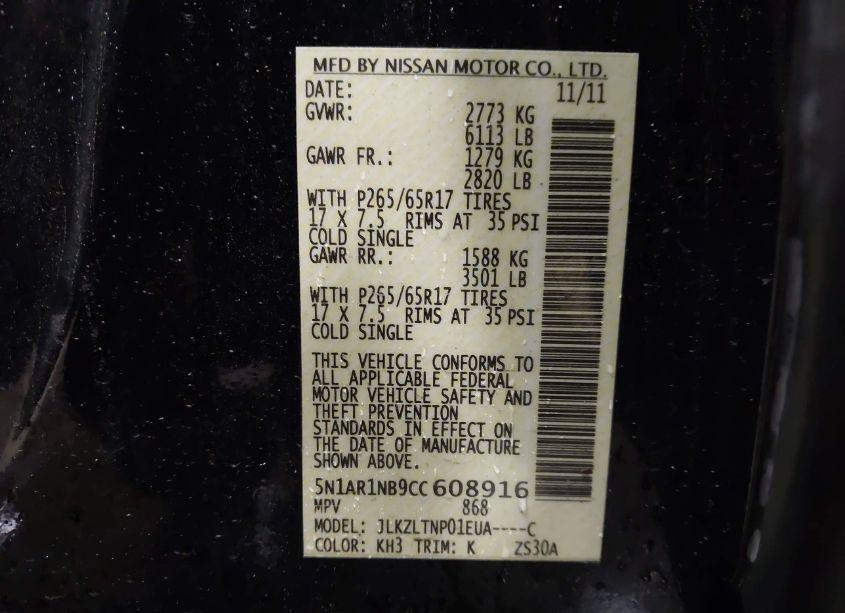 MFD BY NISSAN MOTOR CO., LTD.
DATE: 11/11
GVWR: 2773 KG
6113 LB
GAWR FR.: 1279 KG
2820 LB
WITH P265/65R17 TIRES
17 X 7.5 RIMS AT 35 PSI
COLD SINGLE
GAWR RR.: 1588 KG
3501 LB
WITH P265/65R17 TIRES
17 X 7.5 RIMS AT 35 PSI
COLD SINGLE
THIS VEHICLE CONFORMS TO
ALL APPLICABLE FEDERAL
MOTOR VEHICLE SAFETY AND
THEFT PREVENTION
STANDARDS IN EFFECT ON
THE DATE OF MANUFACTURE
SHOWN ABOVE.
5N1AR1NB9CC608916
MPV 868
MODEL: JLKZLTNP01EUA----C
COLOR: KH3 TRIM: K ZS30A